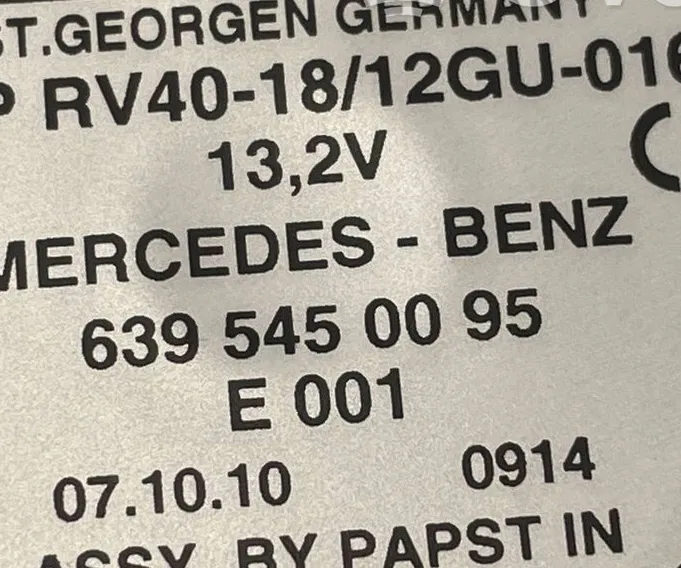 ST.GEORGEN GERMANY
P RV40-18/12GU-016
13,2V
MERCEDES - BENZ
639 545 00 95
E 001
07.10.10 0914
ASSY. BY PAPST IN